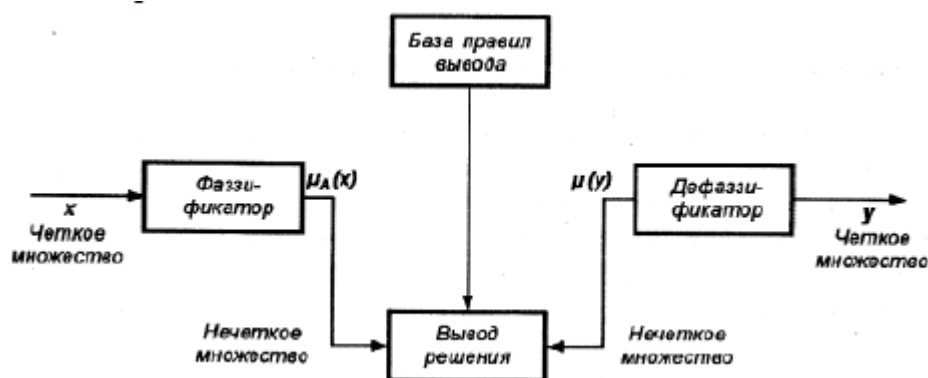 База правил
вывода
Фаззи-
фикатор
μA(x)
μ(y)
Дефаззи-
фикатор
x
Четкое
множество
y
Четкое
множество
Нечеткое
множество
Вывод
решения
Нечеткое
множество